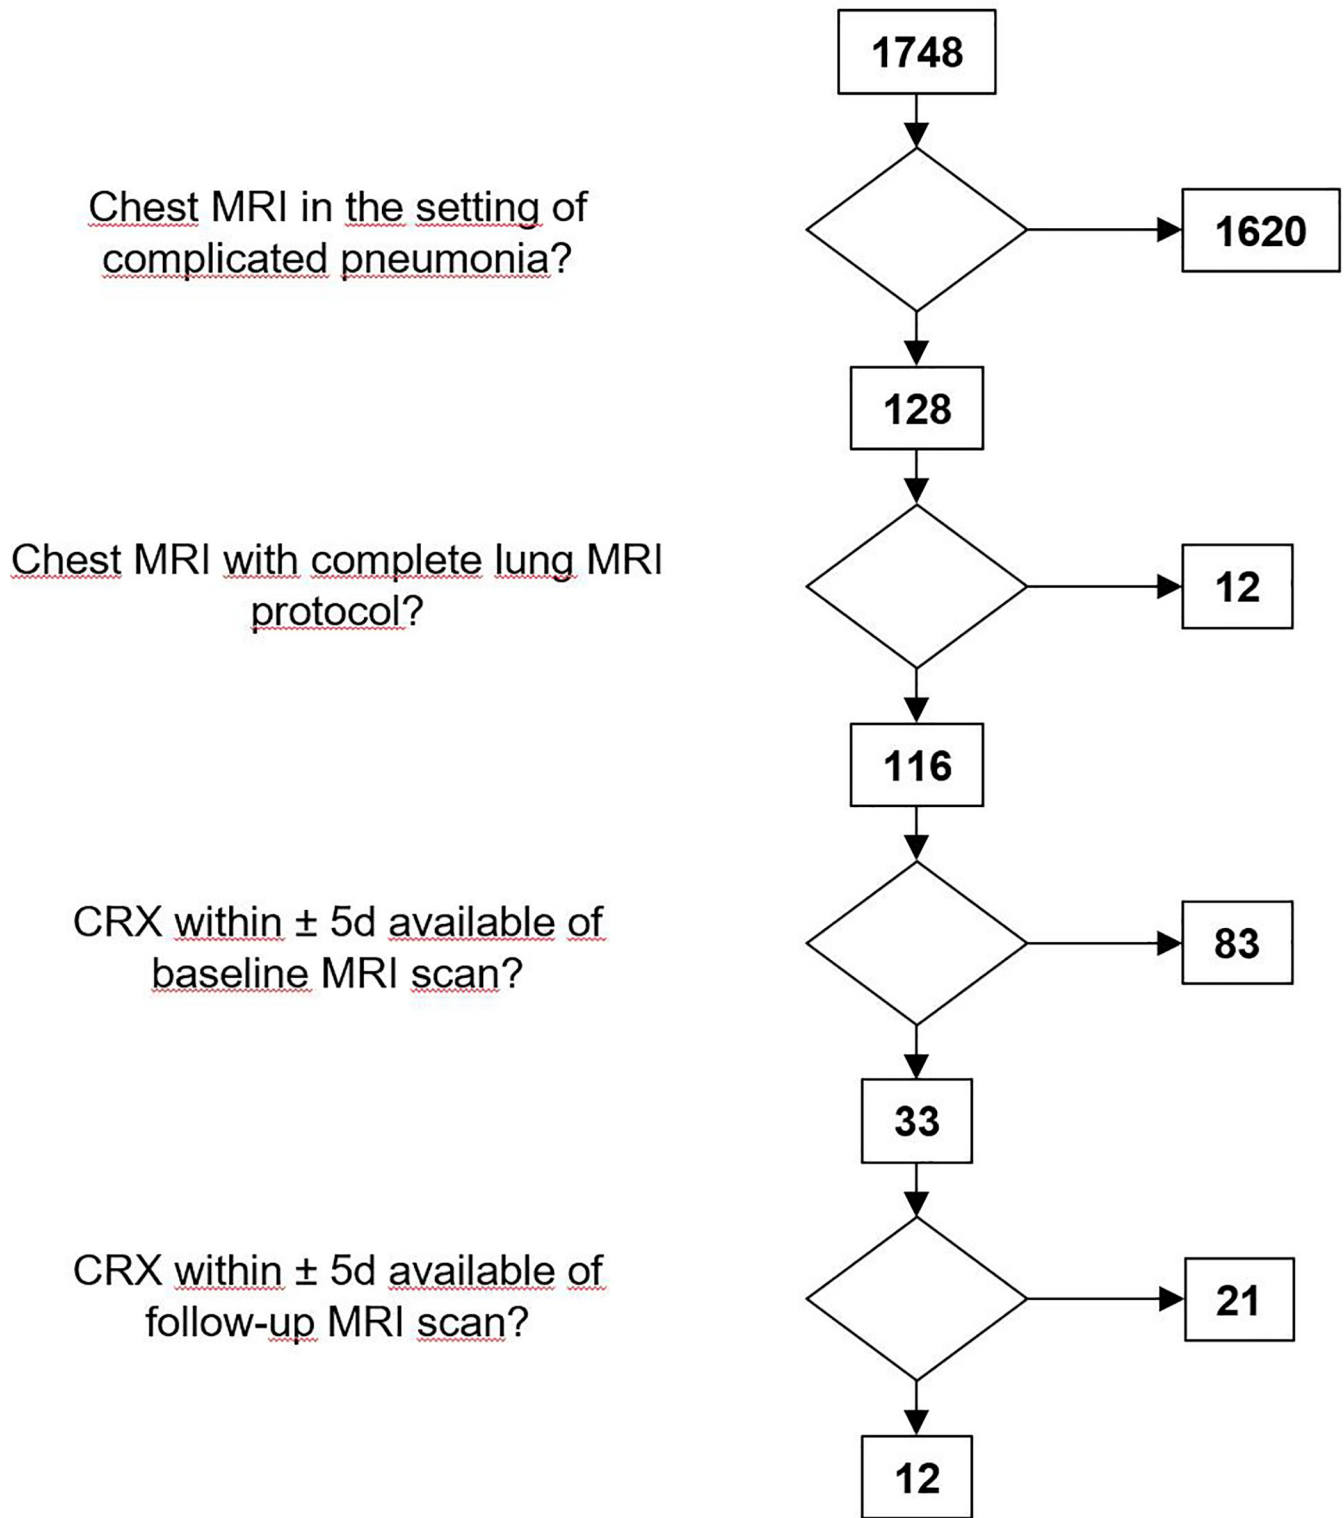 1748
Chest MRI in the setting of
complicated pneumonia?
1620
128
Chest MRI with complete lung MRI
protocol?
12
116
CRX within ± 5d available of
baseline MRI scan?
83
33
CRX within ± 5d available of
follow-up MRI scan?
21
12